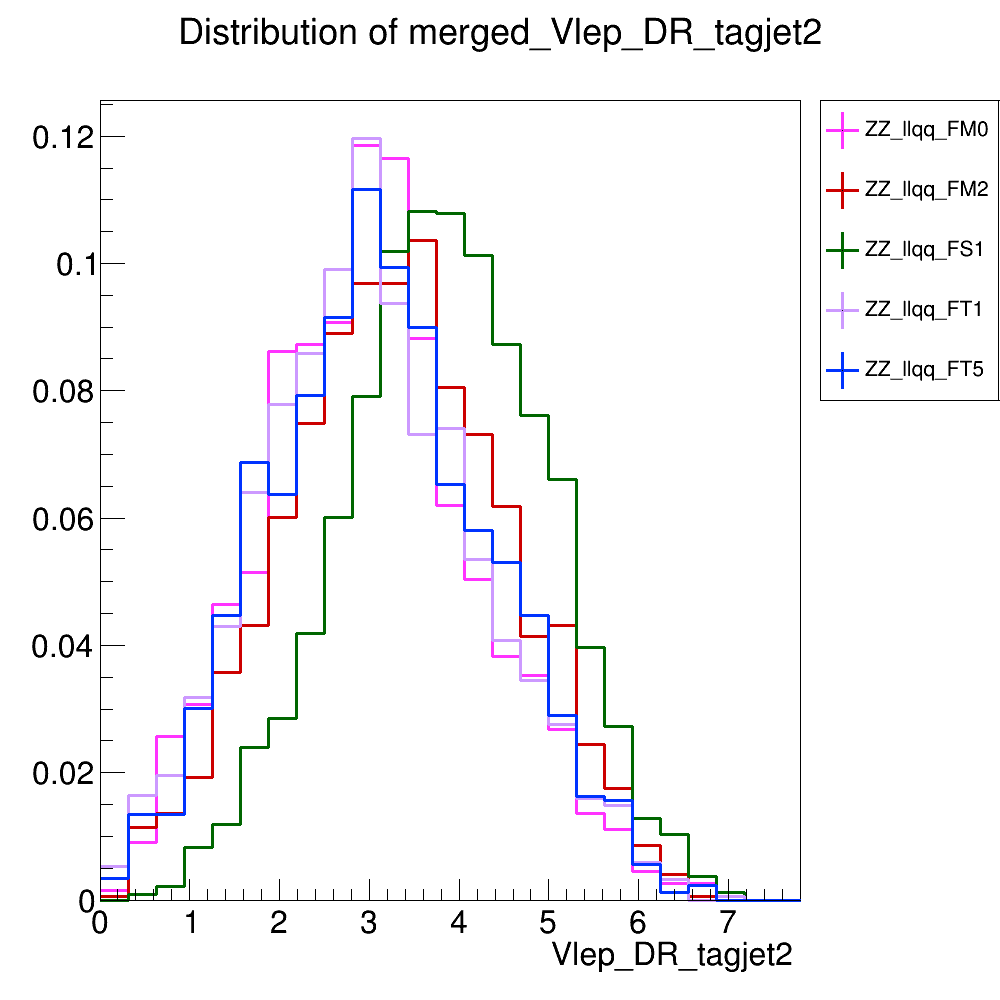 Distribution of merged_Vlep_DR_tagjet2
ZZ_llqq_FM0
ZZ_llqq_FM2
ZZ_llqq_FS1
ZZ_llqq_FT1
ZZ_llqq_FT5
0.12
0.1
0.08
0.06
0.04
0.02
0
0 1 2 3 4 5 6 7
Vlep_DR_tagjet2